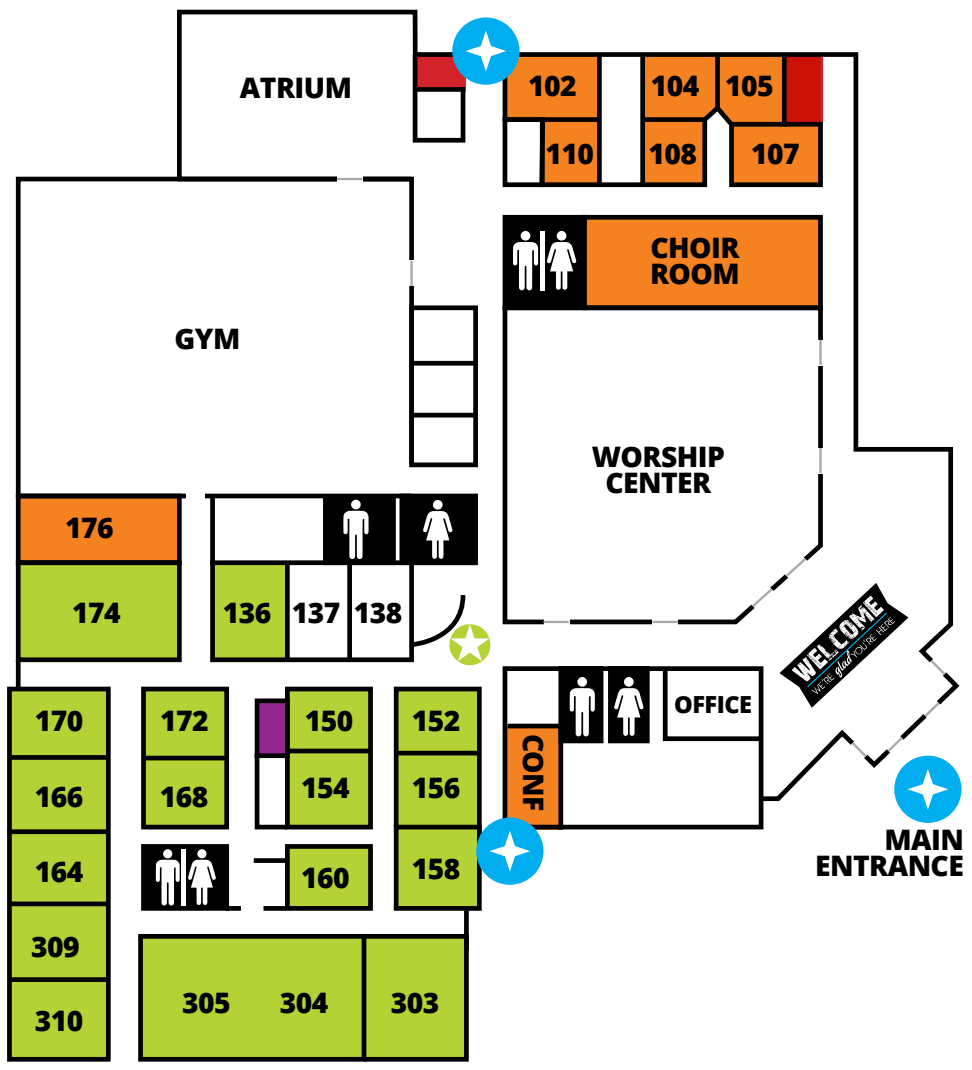 ATRIUM
102
104
105
110
108
107
CHOIR
ROOM
GYM
WORSHIP
CENTER
176
174
136
137
138
WELCOME
WE'RE glad YOU'RE HERE
170
172
150
152
OFFICE
CONF
166
168
154
156
164
160
158
MAIN
ENTRANCE
309
305
304
303
310